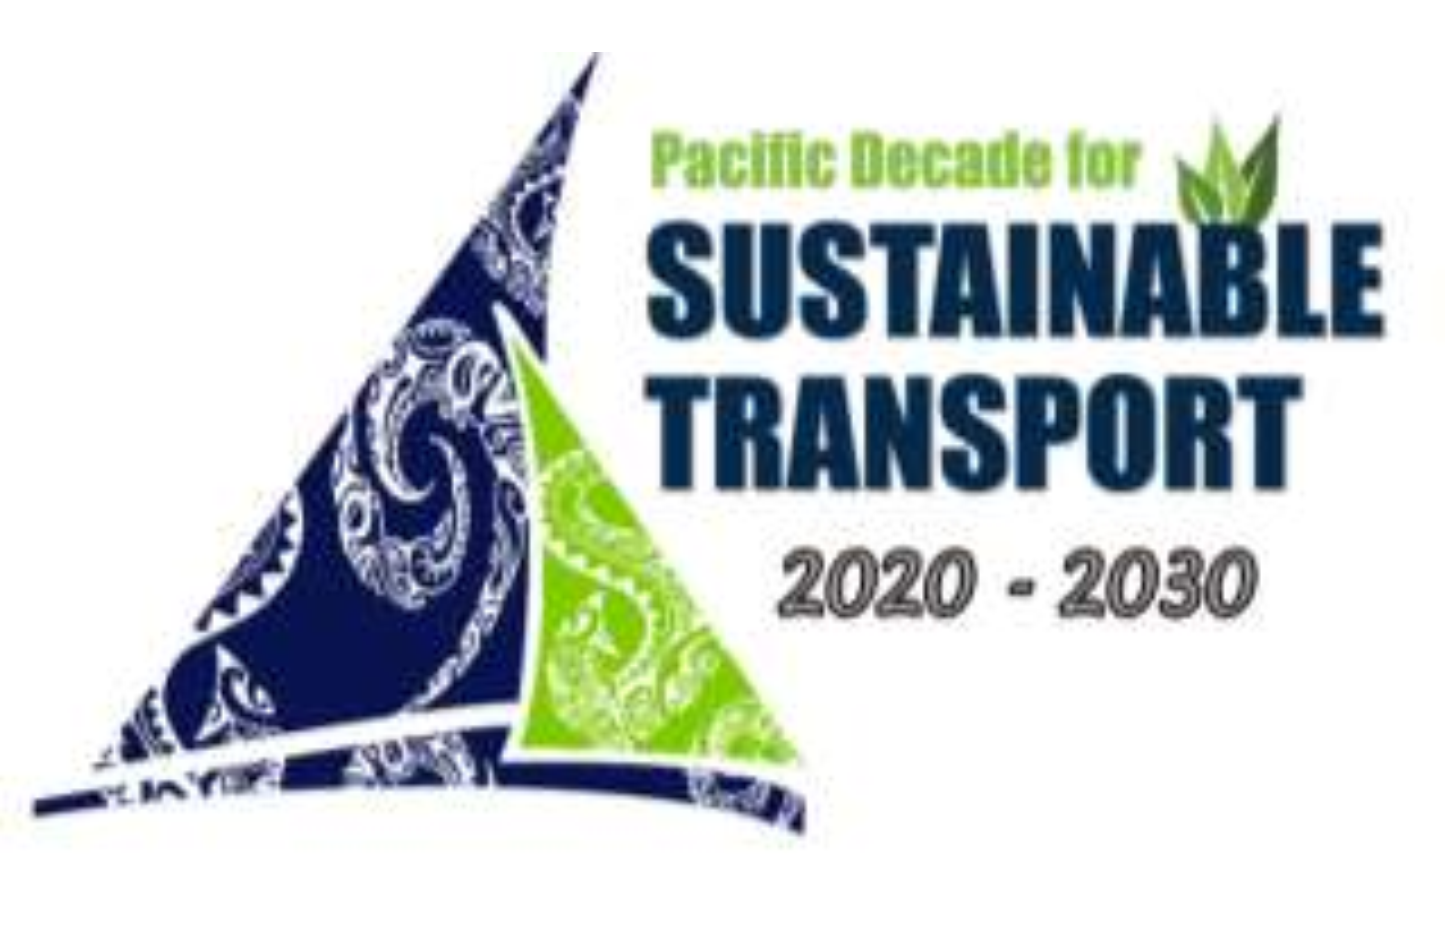 Pacific Decade for
SUSTAINABLE
TRANSPORT
2020 - 2030